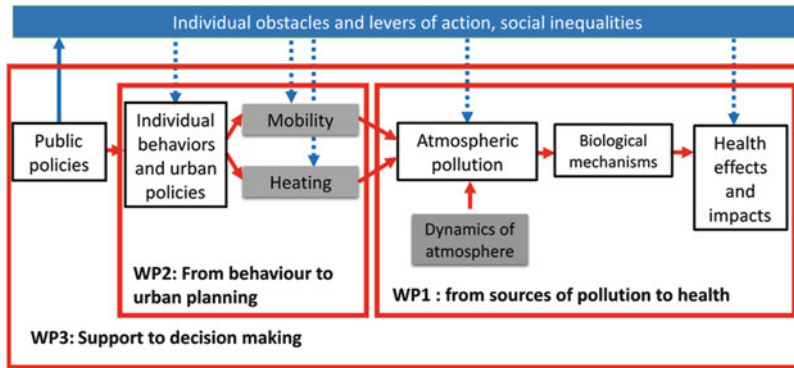 Individual obstacles and levers of action, social inequalities
Public
policies
Individual
behaviors
and urban
policies
Mobility
Heating
Atmospheric
pollution
Dynamics of
atmosphere
Biological
mechanisms
Health
effects
and
impacts
WP2: From behaviour to
urban planning
WP1 : from sources of pollution to health
WP3: Support to decision making